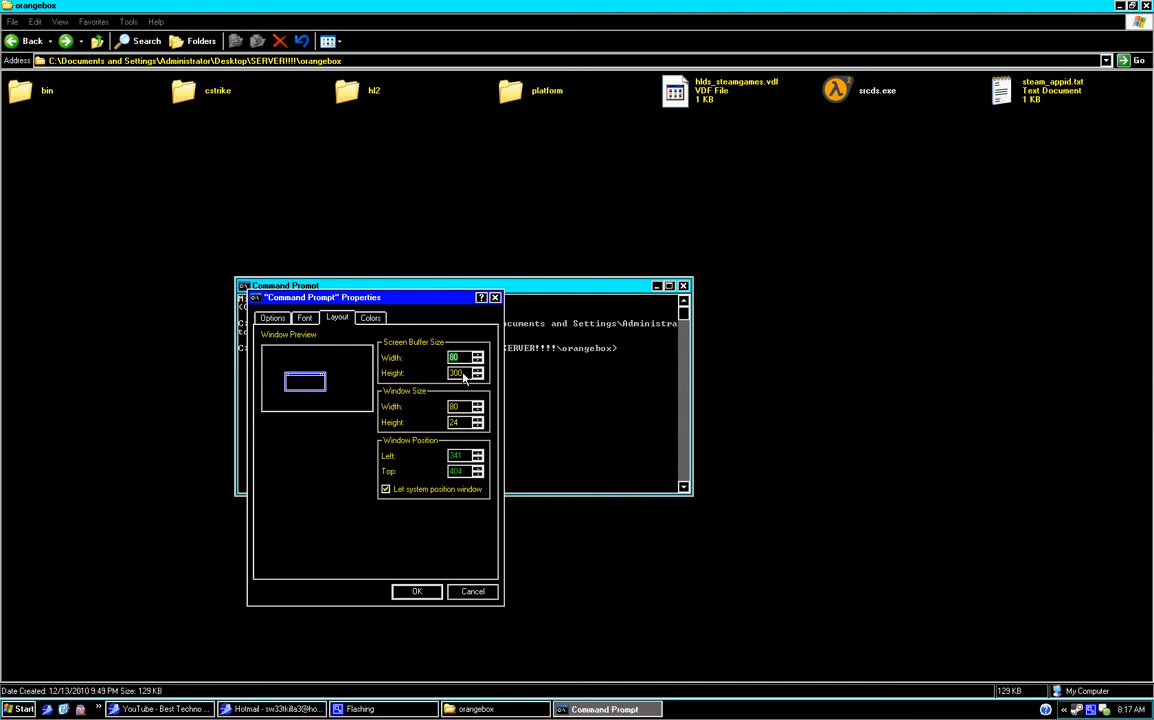 orangebox
File Edit View Favorites Tools Help
Back Search Folders
Address C:\Documents and Settings\Administrator\Desktop\SERVER!!!!\orangebox Go
bin
cstrike
hl2
platform
hlds_steamgames.vdf
VDF File
1 KB
srcds.exe
steam_appid.txt
Text Document
1 KB
Command Prompt
"Command Prompt" Properties
Options Font Layout Colors
Window Preview
Screen Buffer Size
Width: 80
Height: 300
Window Size
Width: 80
Height: 24
Window Position
Left: 341
Top: 404
Let system position window
OK Cancel
ocuments and Settings\Administra
SERVER!!!!\orangebox>
Date Created: 12/13/2010 9:49 PM Size: 129 KB
129 KB My Computer
Start YouTube - Best Techno ... Hotmail - sw33tkilla3@ho... Flashing orangebox Command Prompt 8:17 AM